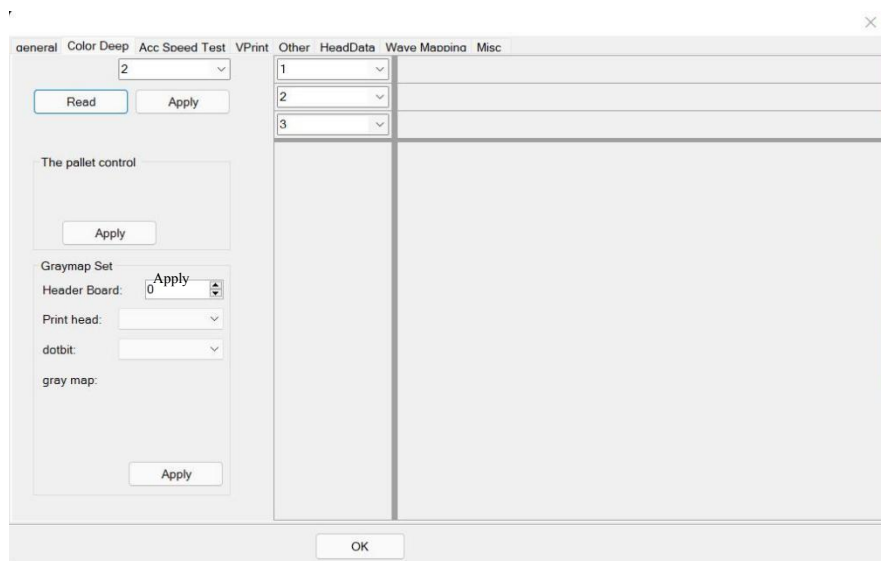 general Color Deep Acc Speed Test VPrint Other HeadData Wave Mapping Misc
2
Read Apply
1
2
3
The pallet control
Apply
Graymap Set
Apply
Header Board: 0
Print head:
dotbit:
gray map:
Apply
OK